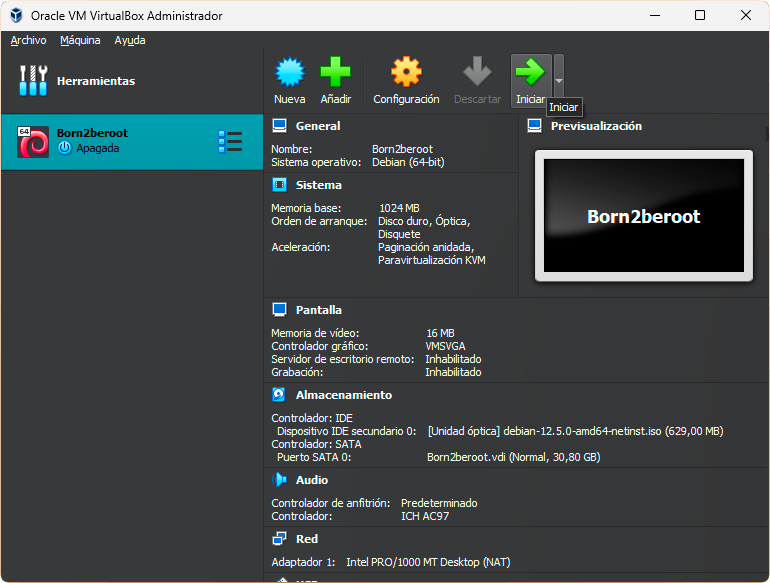 Oracle VM VirtualBox Administrador
Archivo Máquina Ayuda
Herramientas
Nueva Añadir Configuración Descartar Iniciar
Iniciar
64
Born2beroot
Apagada
General
Nombre: Born2beroot
Sistema operativo: Debian (64-bit)
Previsualización
Born2beroot
Sistema
Memoria base: 1024 MB
Orden de arranque: Disco duro, Óptica,
Disquete
Aceleración: Paginación anidada,
Paravirtualización KVM
Pantalla
Memoria de vídeo: 16 MB
Controlador gráfico: VMSVGA
Servidor de escritorio remoto: Inhabilitado
Grabación: Inhabilitado
Almacenamiento
Controlador: IDE
Dispositivo IDE secundario 0: [Unidad óptica] debian-12.5.0-amd64-netinst.iso (629,00 MB)
Controlador: SATA
Puerto SATA 0: Born2beroot.vdi (Normal, 30,80 GB)
Audio
Controlador de anfitrión: Predeterminado
Controlador: ICH AC97
Red
Adaptador 1: Intel PRO/1000 MT Desktop (NAT)